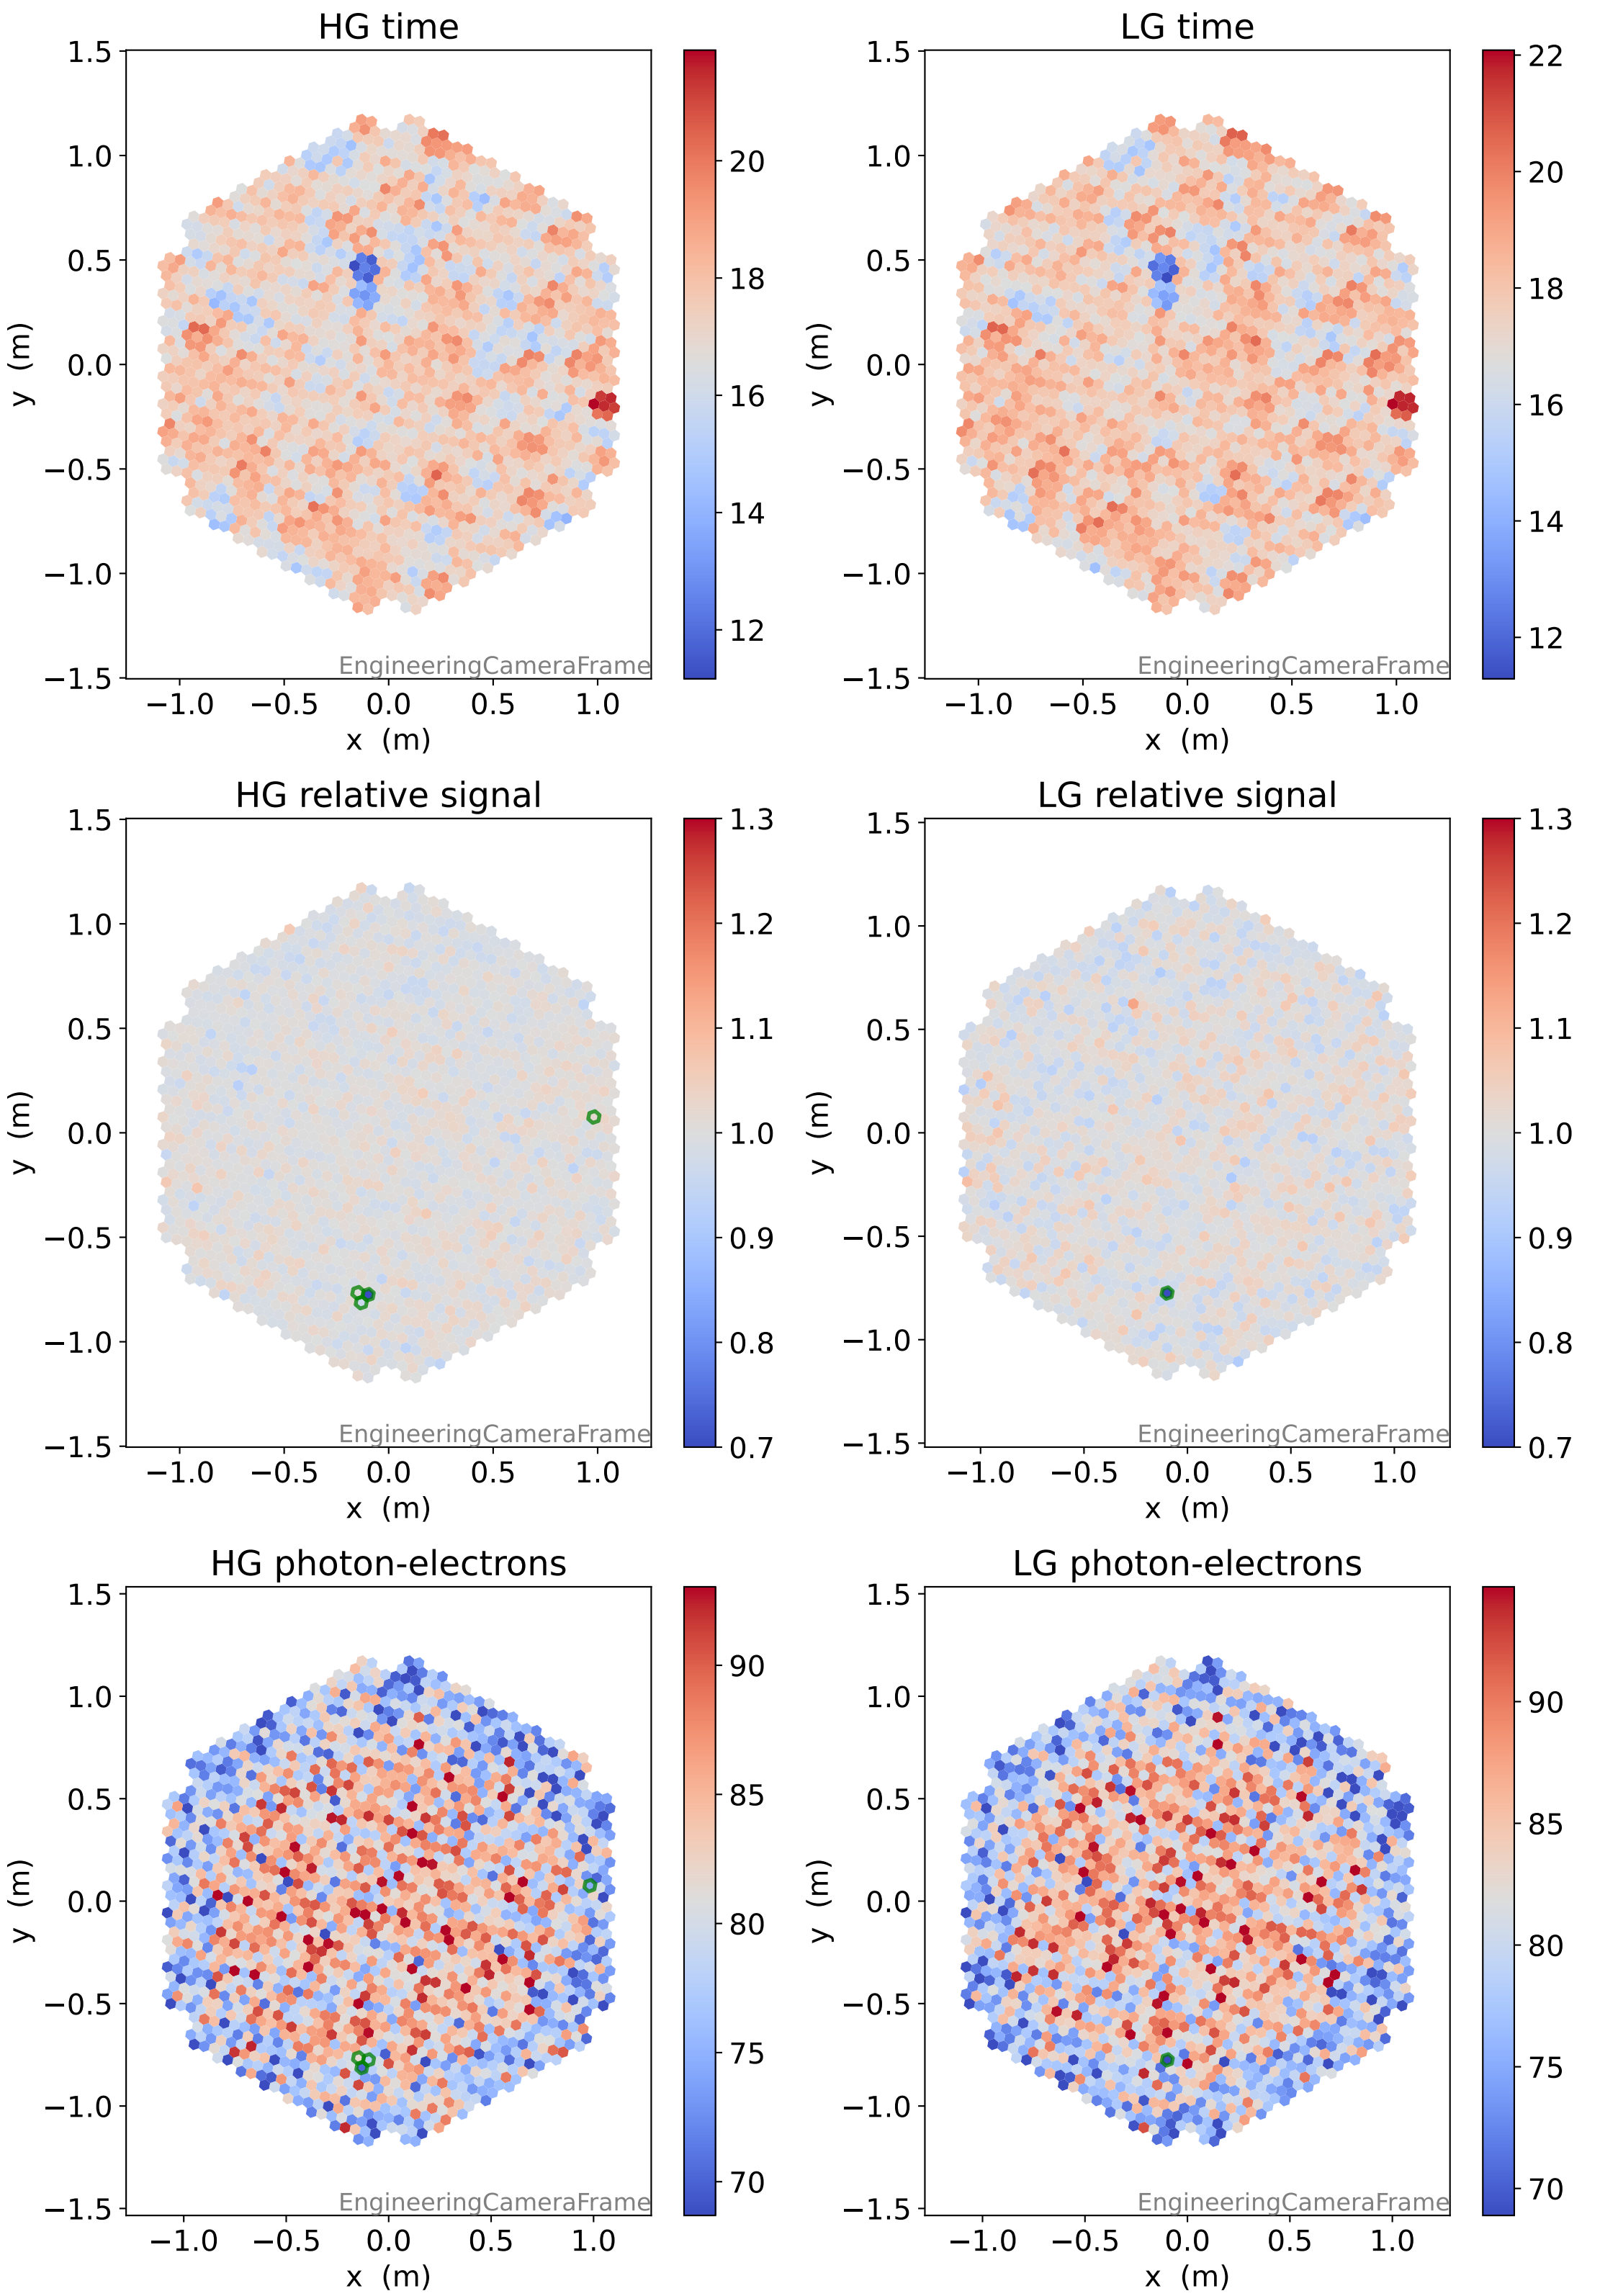 HG time
LG time
1.5
1.0
0.5
0.0
−0.5
−1.0
−1.5
y (m)
−1.0 −0.5 0.0 0.5 1.0
x (m)
EngineeringCameraFrame
20
18
16
14
12
1.5
1.0
0.5
0.0
−0.5
−1.0
−1.5
y (m)
−1.0 −0.5 0.0 0.5 1.0
x (m)
EngineeringCameraFrame
22
20
18
16
14
12
HG relative signal
LG relative signal
1.5
1.0
0.5
0.0
−0.5
−1.0
−1.5
y (m)
−1.0 −0.5 0.0 0.5 1.0
x (m)
EngineeringCameraFrame
1.3
1.2
1.1
1.0
0.9
0.8
0.7
1.5
1.0
0.5
0.0
−0.5
−1.0
−1.5
y (m)
−1.0 −0.5 0.0 0.5 1.0
x (m)
EngineeringCameraFrame
1.3
1.2
1.1
1.0
0.9
0.8
0.7
HG photon-electrons
LG photon-electrons
1.5
1.0
0.5
0.0
−0.5
−1.0
−1.5
y (m)
−1.0 −0.5 0.0 0.5 1.0
x (m)
EngineeringCameraFrame
90
85
80
75
70
1.5
1.0
0.5
0.0
−0.5
−1.0
−1.5
y (m)
−1.0 −0.5 0.0 0.5 1.0
x (m)
EngineeringCameraFrame
90
85
80
75
70